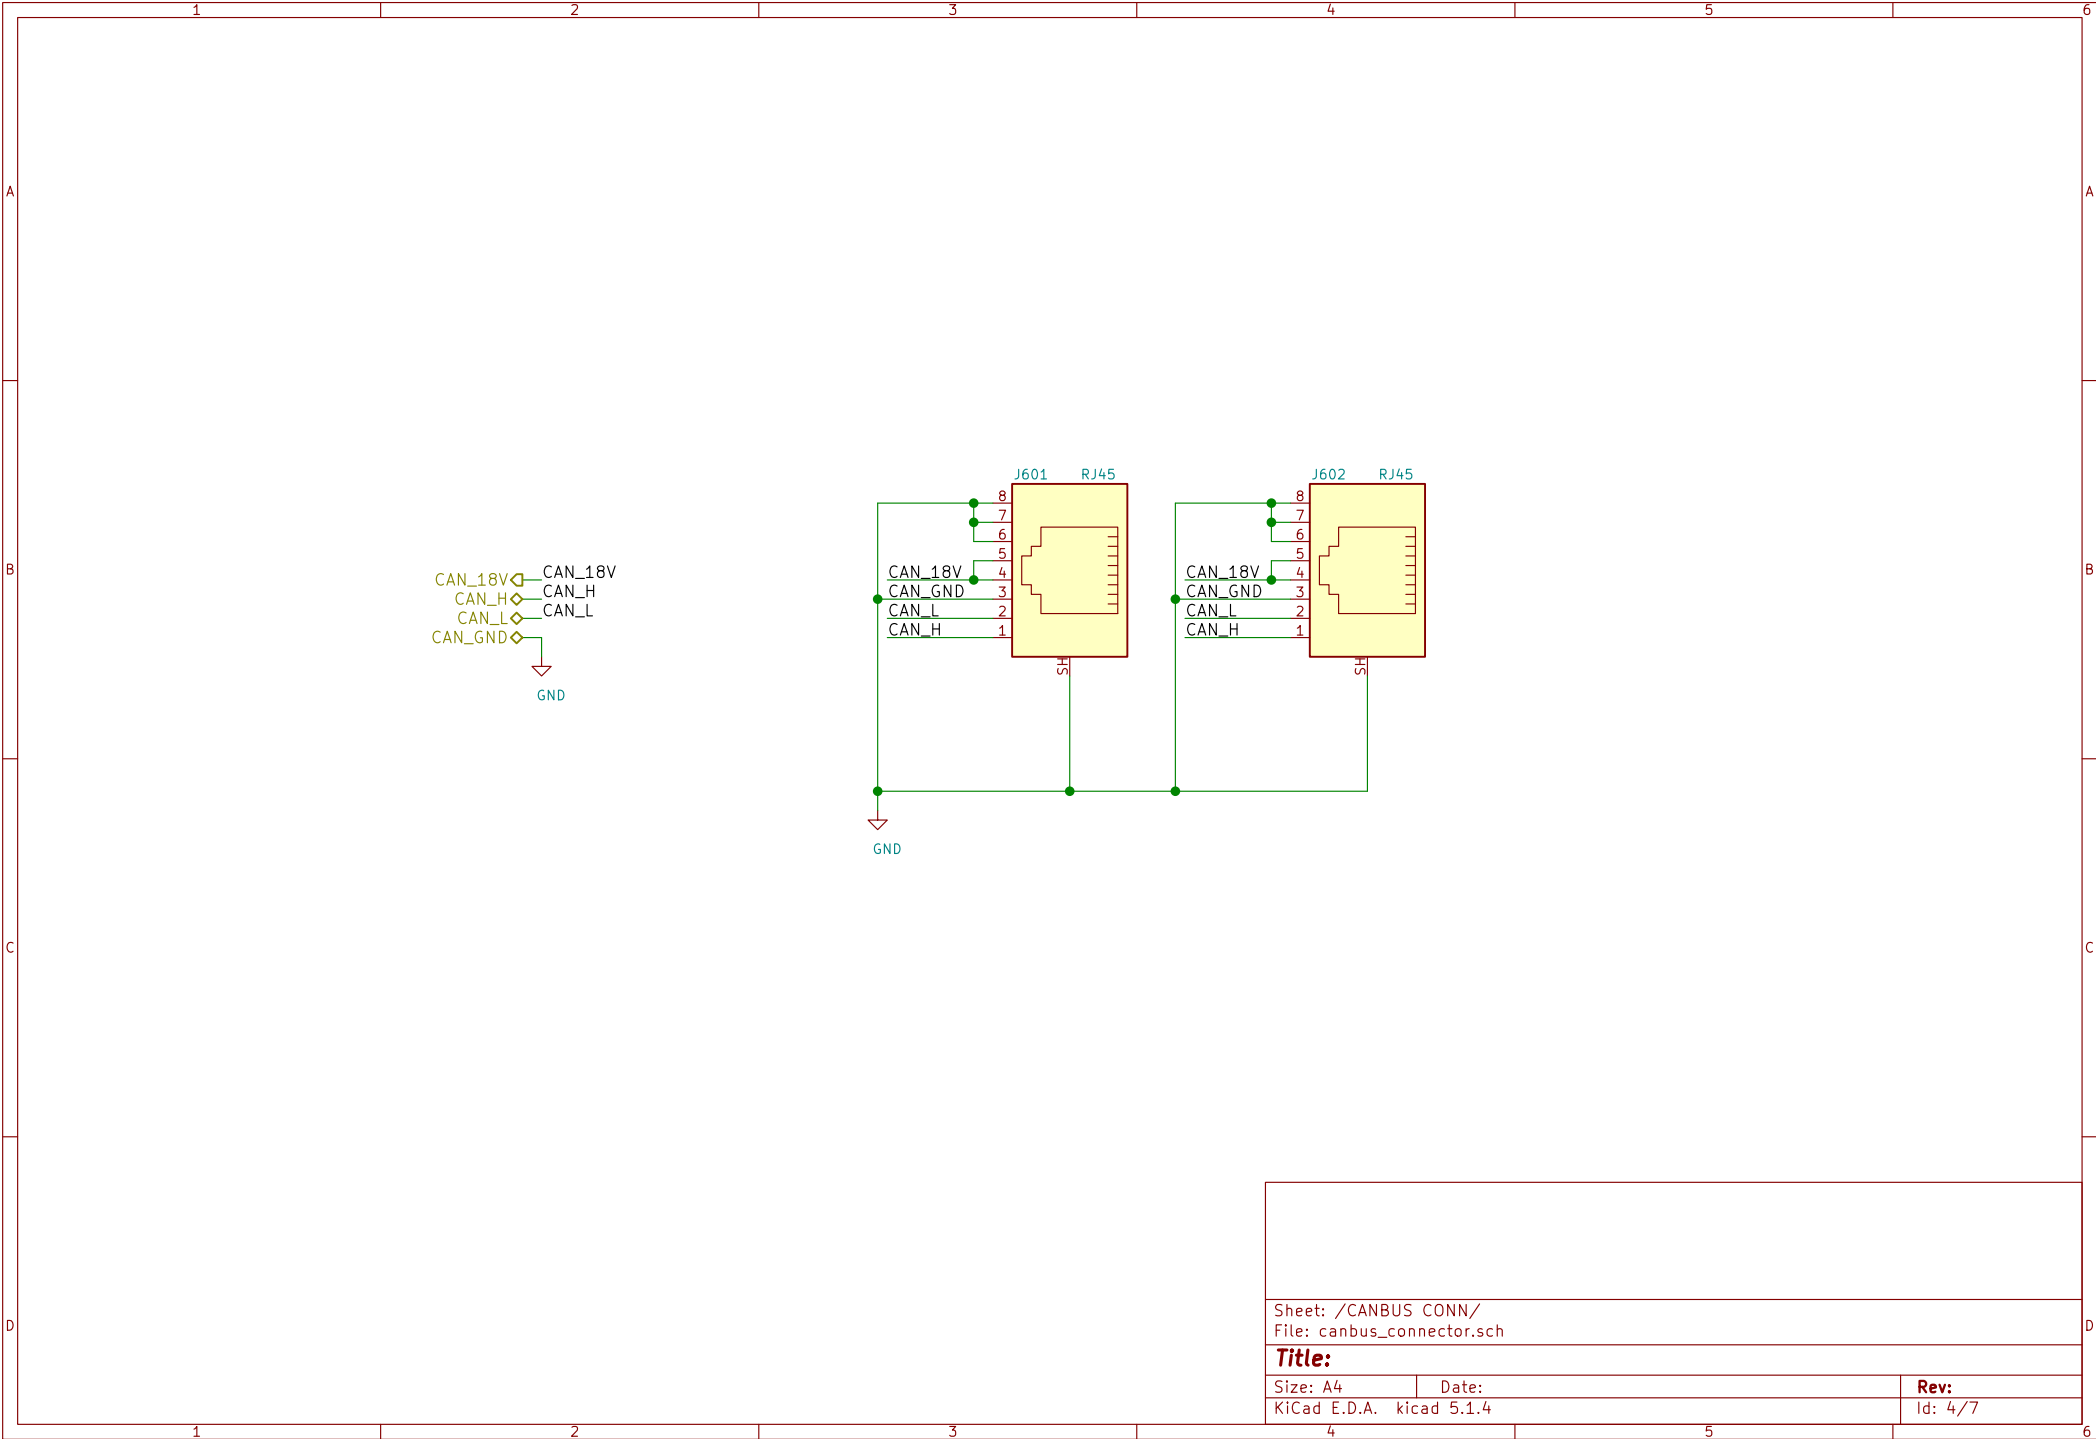 1 2 3 4 5 6
A A
J601 RJ45 J602 RJ45
8 8
7 7
6 6
5 5
B B
CAN_18V CAN_18V CAN_18V 4 CAN_18V 4
CAN_H CAN_H CAN_GND 3 CAN_GND 3
CAN_L CAN_L CAN_L 2 CAN_L 2
CAN_GND CAN_H 1 CAN_H 1
SH SH
GND
GND
C C
Sheet: /CANBUS CONN/
File: canbus_connector.sch
D D
Title:
Size: A4 Date: Rev:
KiCad E.D.A. kicad 5.1.4 Id: 4/7
1 2 3 4 5 6